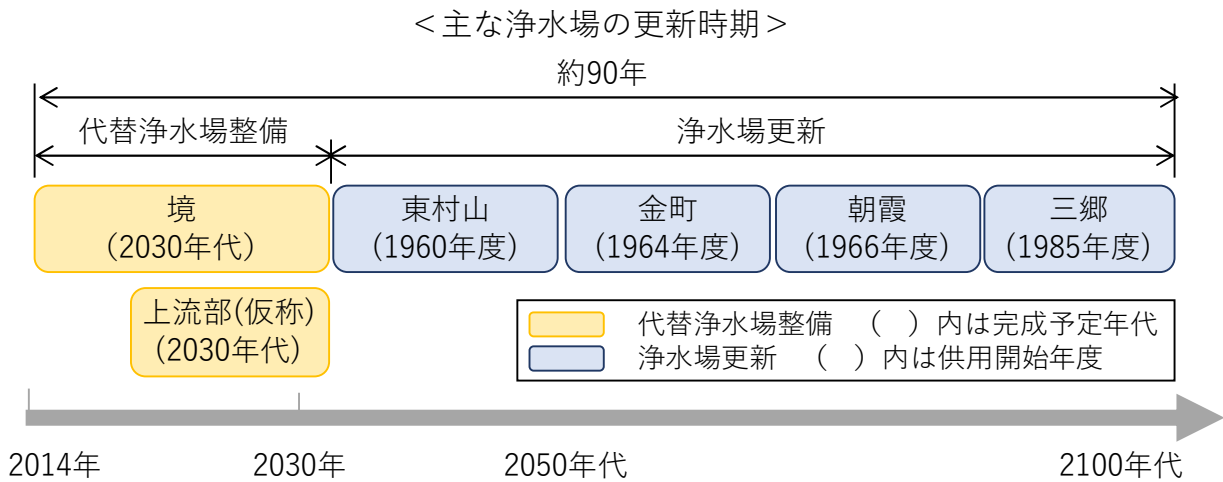 ＜主な浄水場の更新時期＞
約90年
代替浄水場整備
浄水場更新
境
（2030年代）
東村山
(1960年度)
金町
(1964年度)
朝霞
(1966年度)
三郷
(1985年度)
上流部(仮称)
(2030年代)
代替浄水場整備　（　）内は完成予定年代
浄水場更新　（　）内は供用開始年度
2014年
2030年
2050年代
2100年代